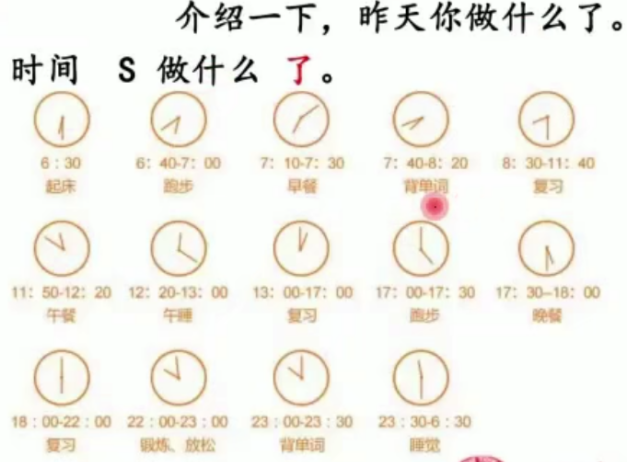 介绍一下，昨天你做什么了。
时间 S 做什么 了。
6：30 6：40-7：00 7：10-7：30 7：40-8：20 8：30-11：40
起床 跑步 早餐 背单词 复习
11：50-12：20 12：20-13：00 13：00-17：00 17：00-17：30 17：30--18：00
午餐 午睡 复习 跑步 晚餐
18：00-22：00 22：00-23：00 23：00-23：30 23：30-6：30
复习 锻炼、放松 背单词 睡觉